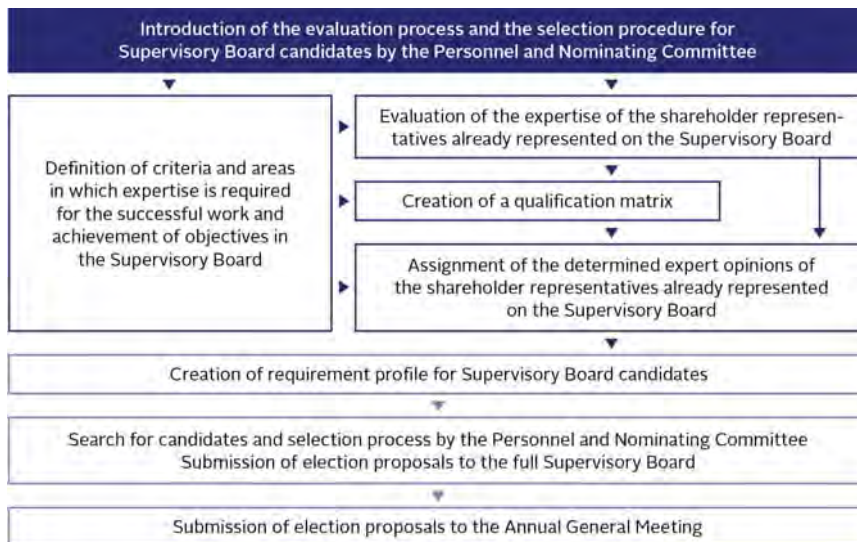 Introduction of the evaluation process and the selection procedure for
Supervisory Board candidates by the Personnel and Nominating Committee
Definition of criteria and areas
in which expertise is required
for the successful work and
achievement of objectives in
the Supervisory Board
Evaluation of the expertise of the shareholder represen-
tatives already represented on the Supervisory Board
Creation of a qualification matrix
Assignment of the determined expert opinions of
the shareholder representatives already represented
on the Supervisory Board
Creation of requirement profile for Supervisory Board candidates
Search for candidates and selection process by the Personnel and Nominating Committee
Submission of election proposals to the full Supervisory Board
Submission of election proposals to the Annual General Meeting